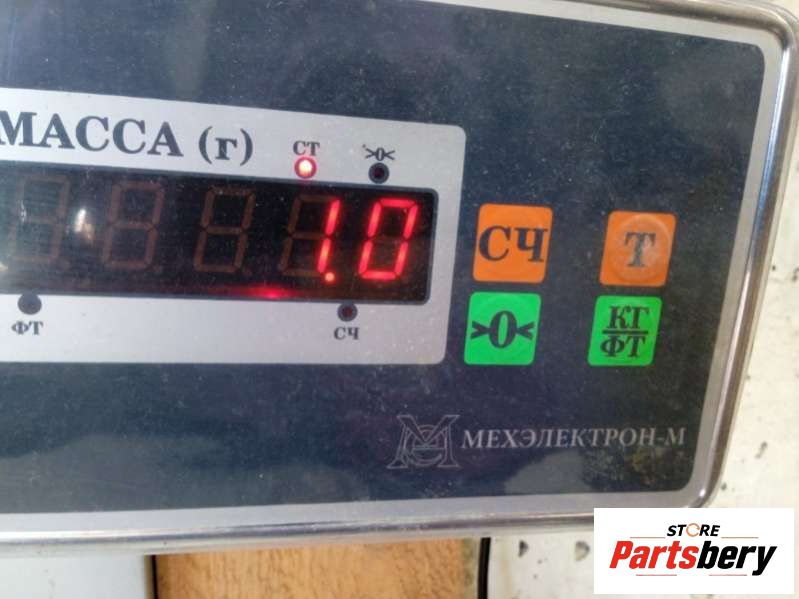 МАССА (г)
СТ
>0<
1.0
ФТ
СЧ
СЧ
Т
>0<
КГ
ФТ
МЕХЭЛЕКТРОН-М
STORE
Partsbery